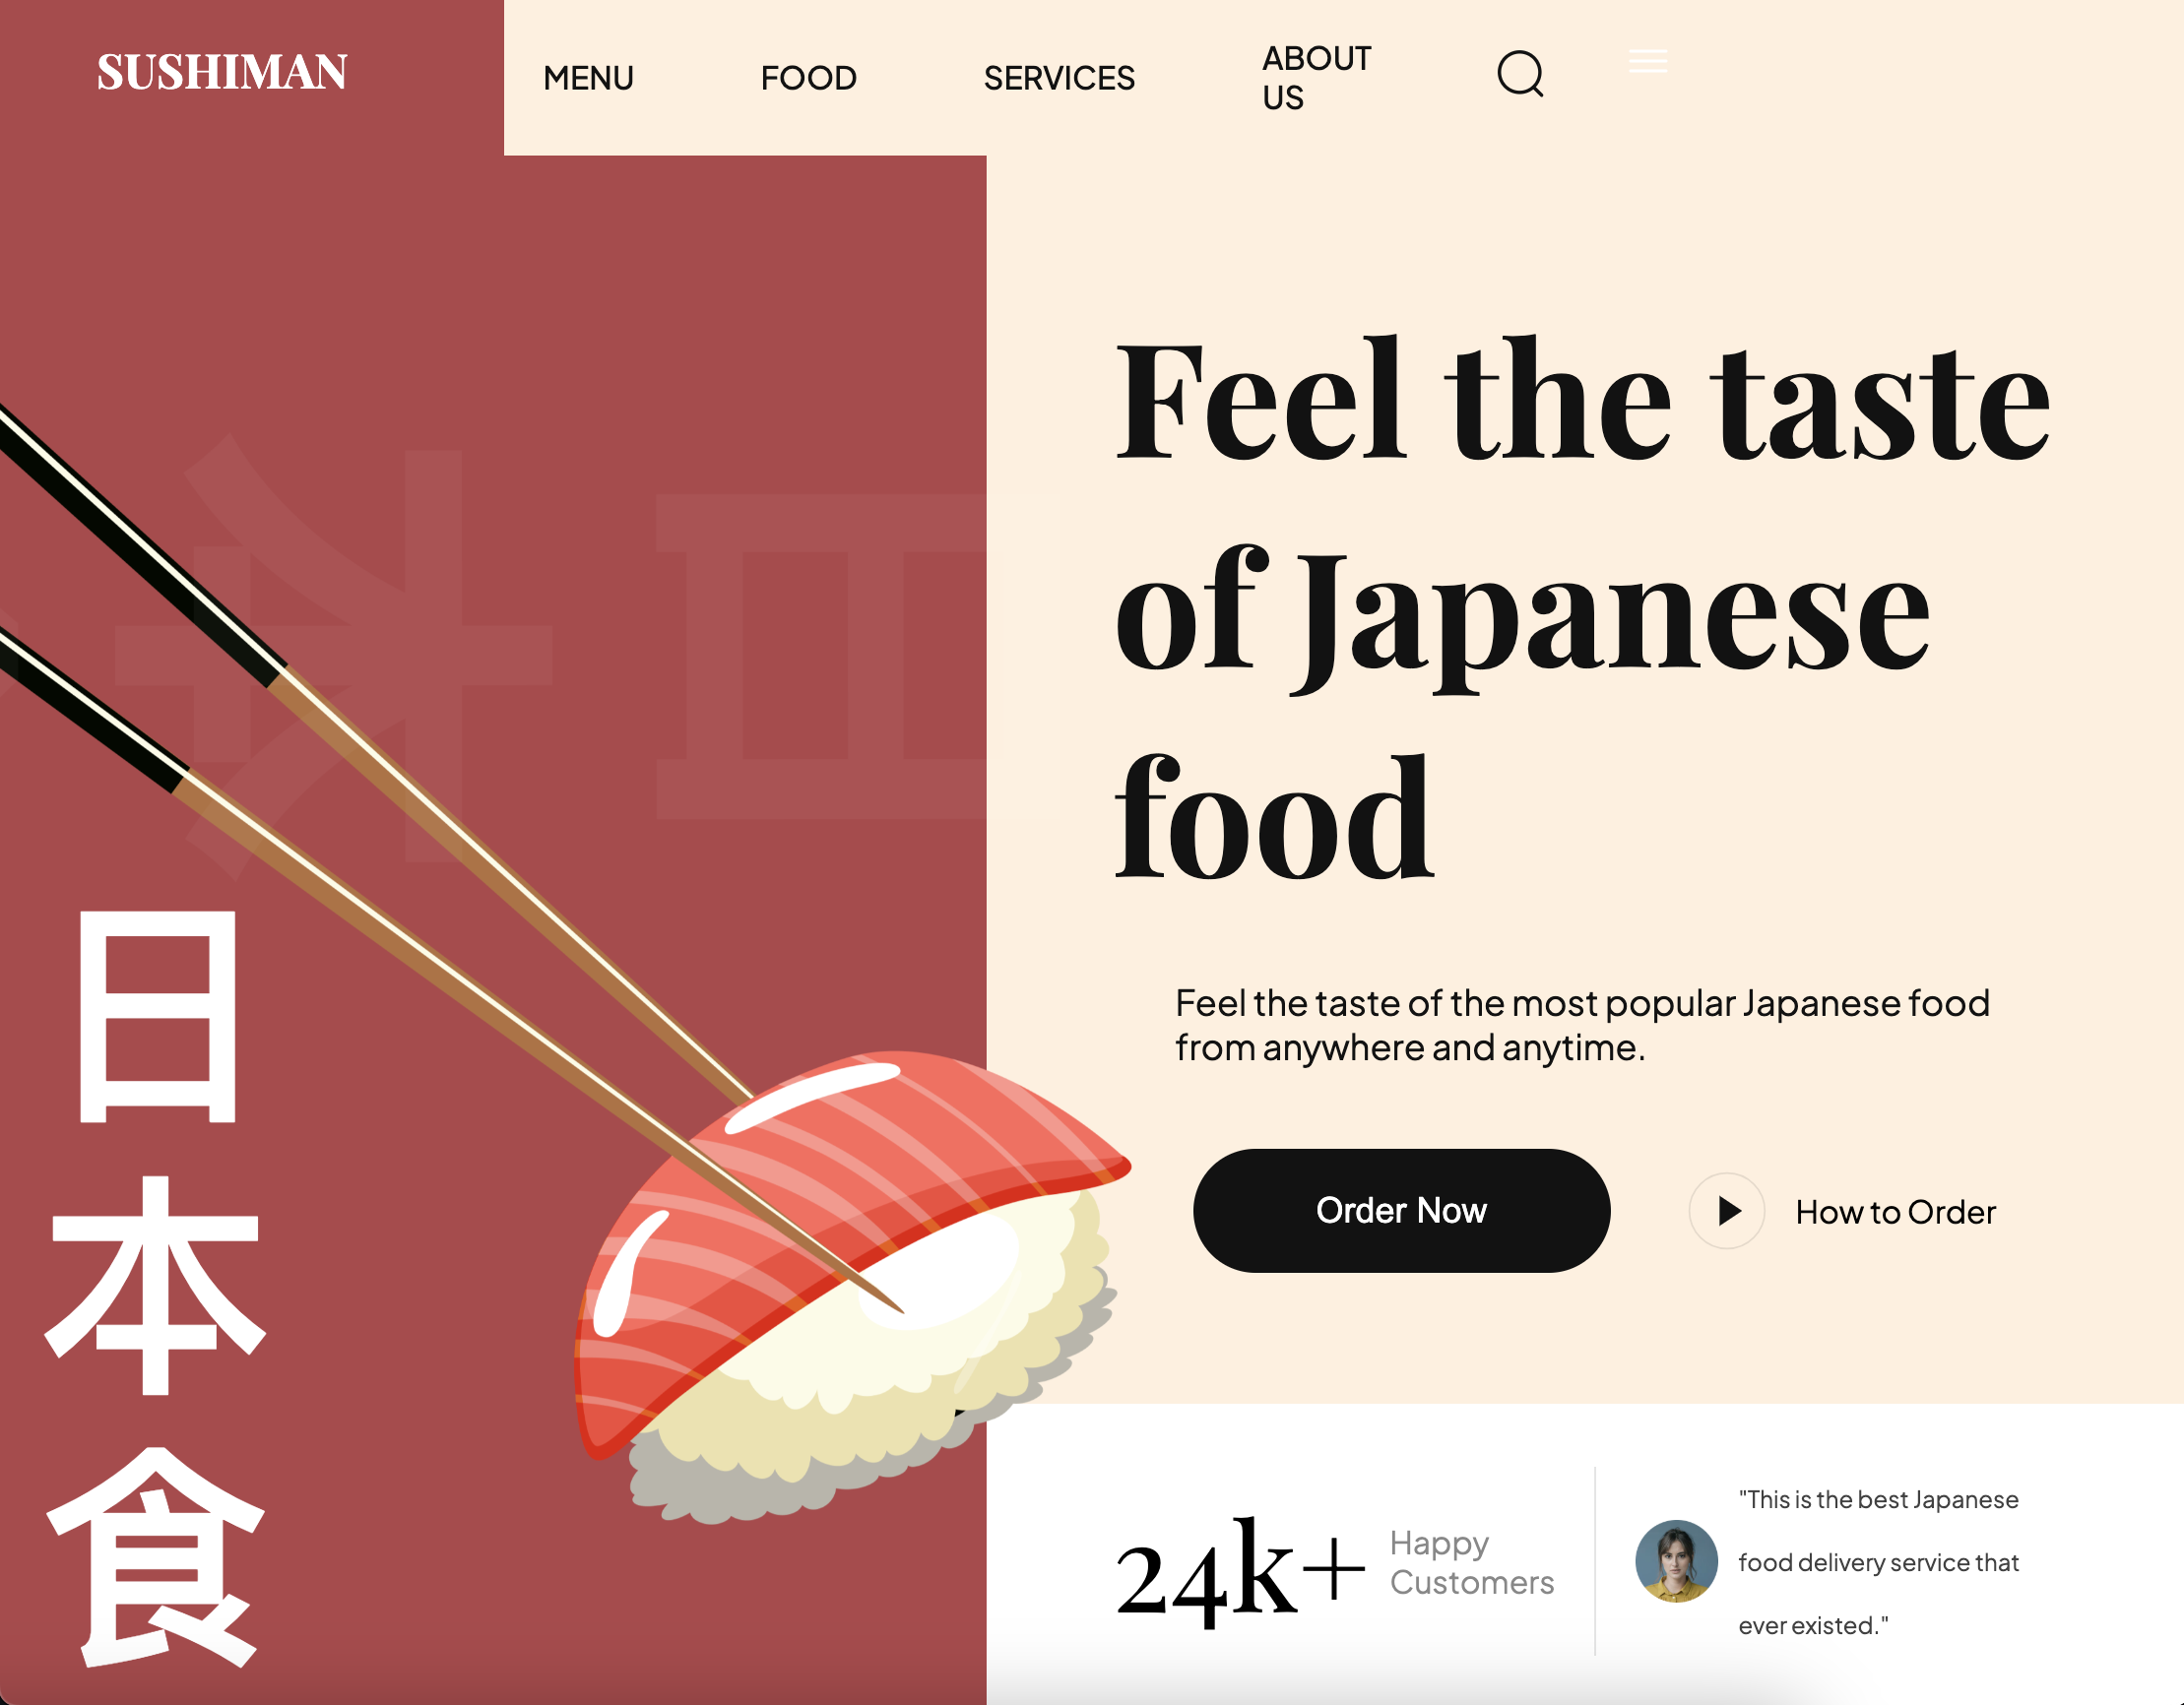 SUSHIMAN
MENU
FOOD
SERVICES
ABOUT
US
Feel the taste
of Japanese
food
日
本
食
Feel the taste of the most popular Japanese food
from anywhere and anytime.
Order Now
How to Order
24k+
Happy
Customers
"This is the best Japanese
food delivery service that
ever existed."